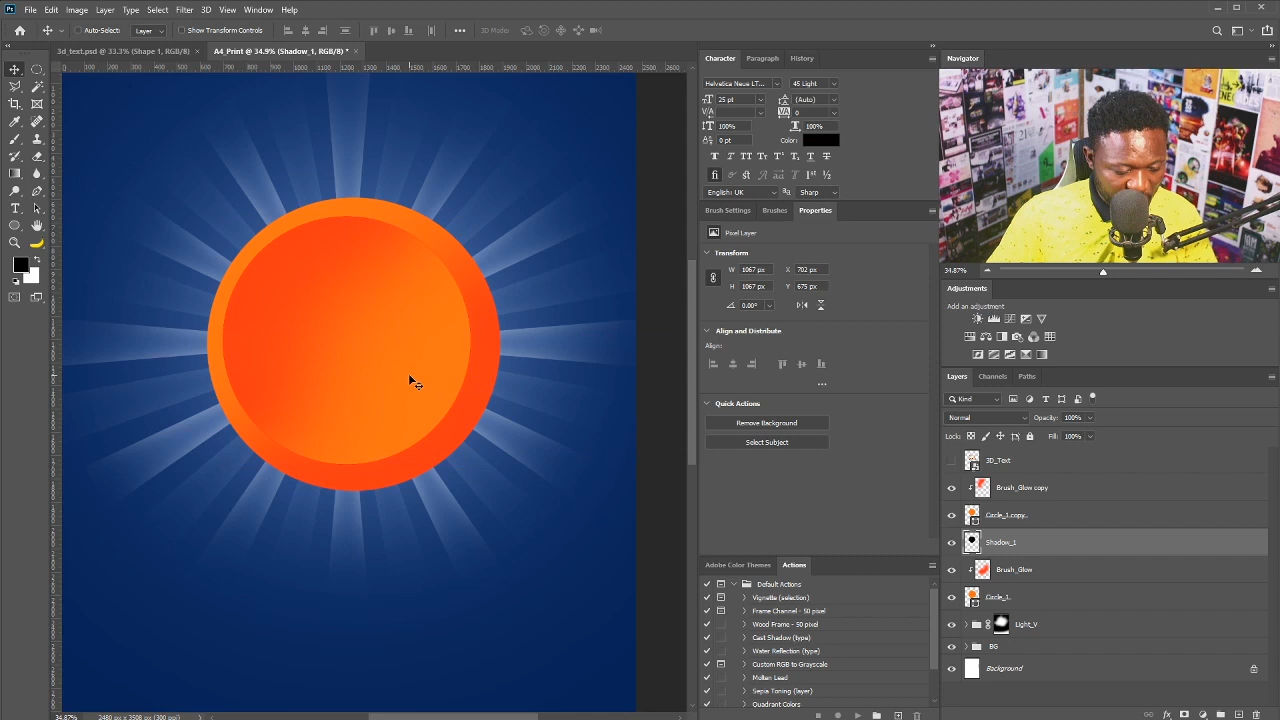 File Edit Image Layer Type Select Filter 3D View Window Help
Auto-Select: Layer Show Transform Controls 3D Mode:
3d_text.psd @ 33.3% (Shape 1, RGB/8) × A4_Print @ 34.9% (Shadow_1, RGB/8) * ×
Character Paragraph History
Helvetica Neue LT... 45 Light
25 pt (Auto)
0
100% 100%
0 pt Color:
English: UK Sharp
Brush Settings Brushes Properties
Pixel Layer
Transform
W 1067 px X 702 px
H 1067 px Y 675 px
0.00°
Align and Distribute
Align:
Quick Actions
Remove Background
Select Subject
Adobe Color Themes Actions
Default Actions
Vignette (selection)
Frame Channel - 50 pixel
Wood Frame - 50 pixel
Cast Shadow (type)
Water Reflection (type)
Custom RGB to Grayscale
Molten Lead
Sepia Toning (layer)
Quadrant Colors
Navigator
34.87%
Adjustments
Add an adjustment
Layers Channels Paths
Kind
Normal Opacity: 100%
Lock: Fill: 100%
3D_Text
Brush_Glow copy
Circle_1 copy
Shadow_1
Brush_Glow
Circle_1
Light_V
BG
Background
34.87% 2480 px x 3508 px (300 ppi)